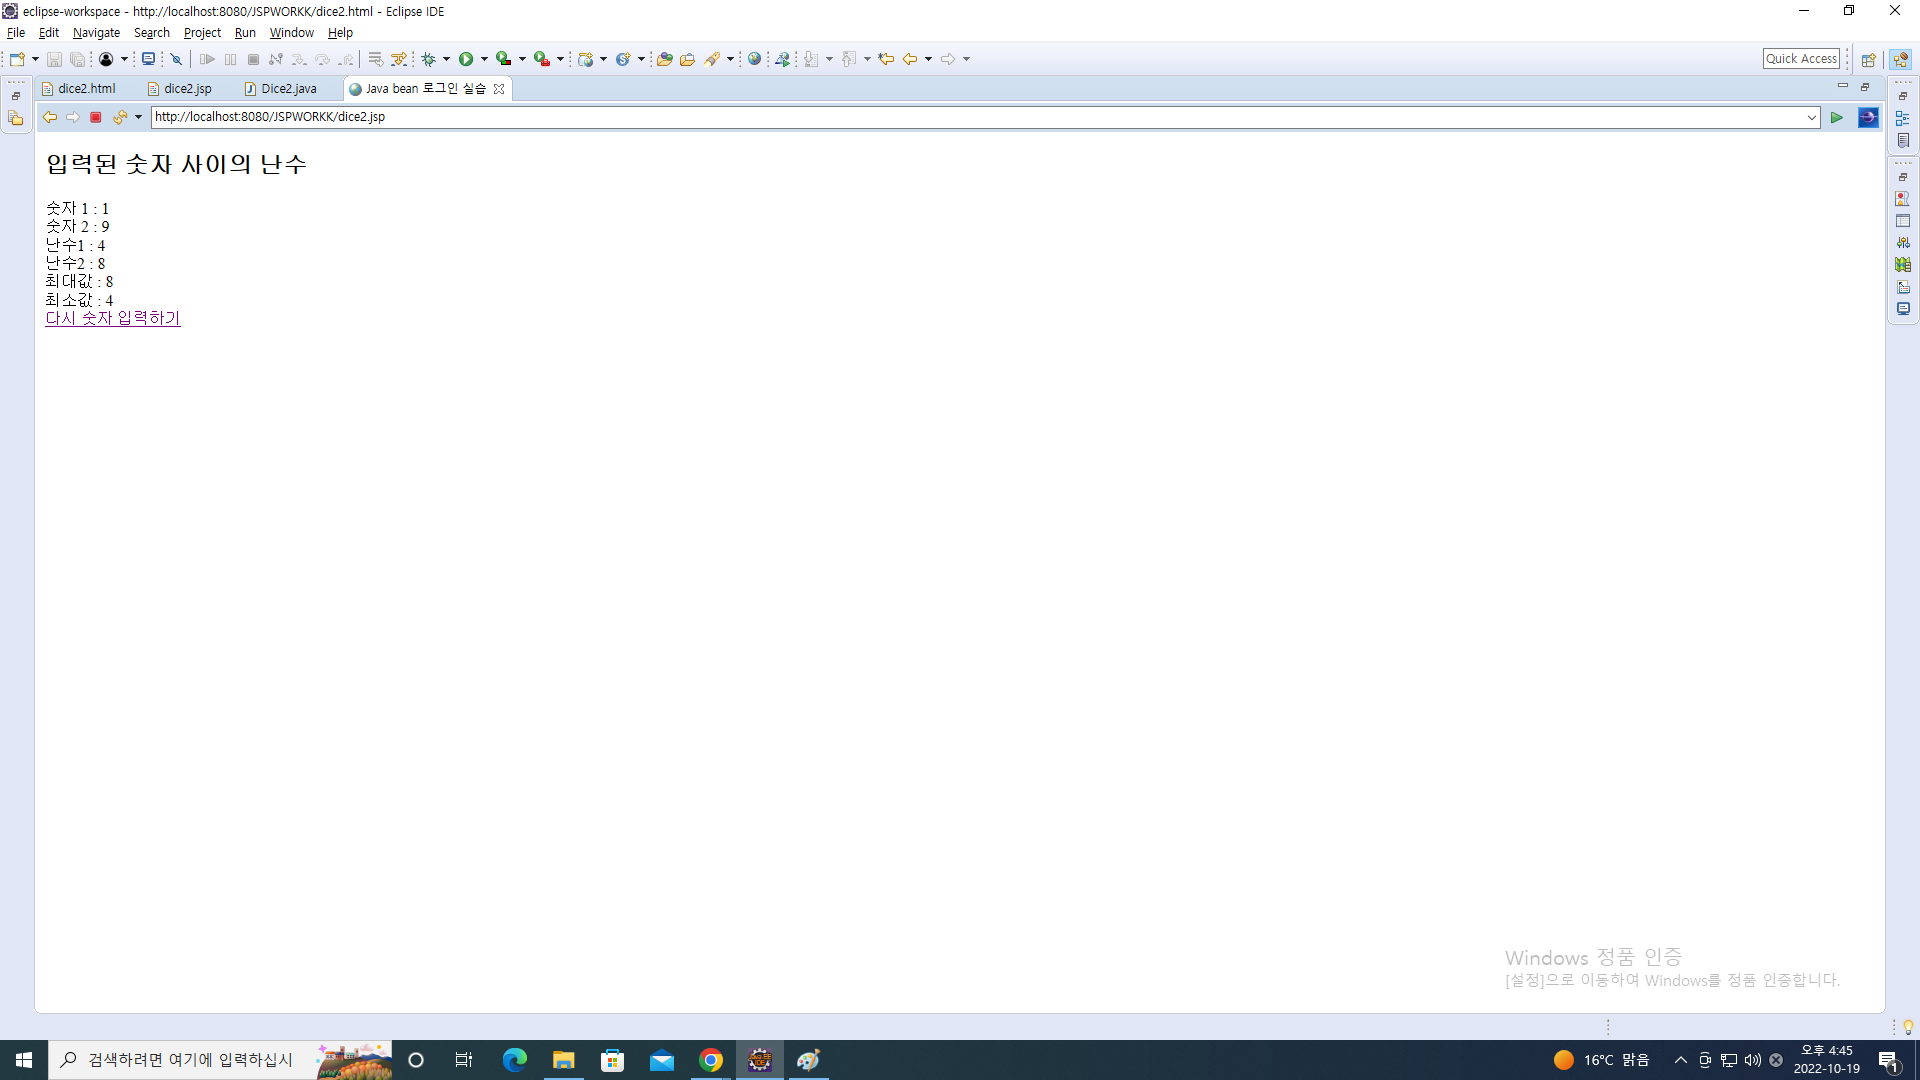 eclipse-workspace - http://localhost:8080/JSPWORKK/dice2.html - Eclipse IDE
File Edit Navigate Search Project Run Window Help
Quick Access
dice2.html dice2.jsp Dice2.java Java bean 로그인 실습
http://localhost:8080/JSPWORKK/dice2.jsp
입력된 숫자 사이의 난수
숫자 1 : 1
숫자 2 : 9
난수1 : 4
난수2 : 8
최대값 : 8
최소값 : 4
다시 숫자 입력하기
Windows 정품 인증
[설정]으로 이동하여 Windows를 정품 인증합니다.
검색하려면 여기에 입력하십시
16°C 맑음
오후 4:45
2022-10-19
1